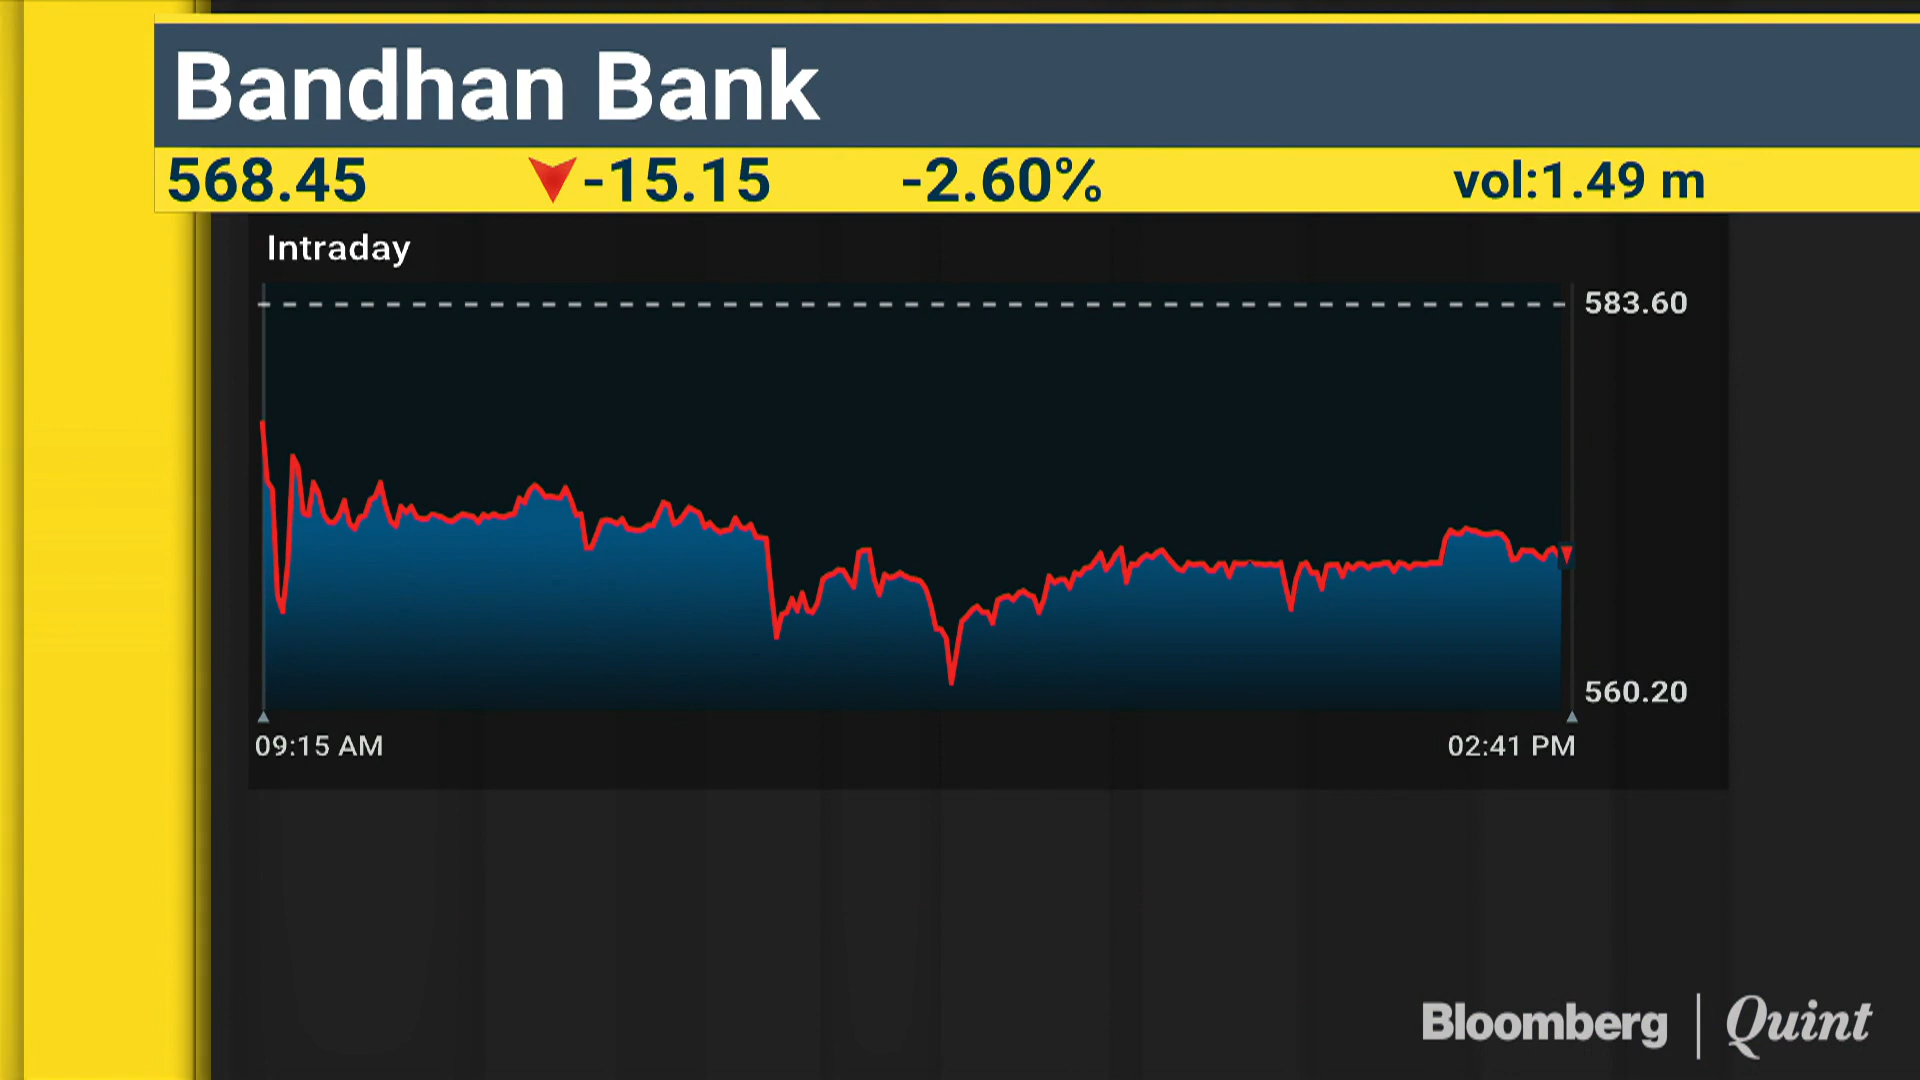 Bandhan Bank
568.45 -15.15 -2.60% vol:1.49 m
Intraday
583.60
560.20
09:15 AM 02:41 PM
Bloomberg | Quint